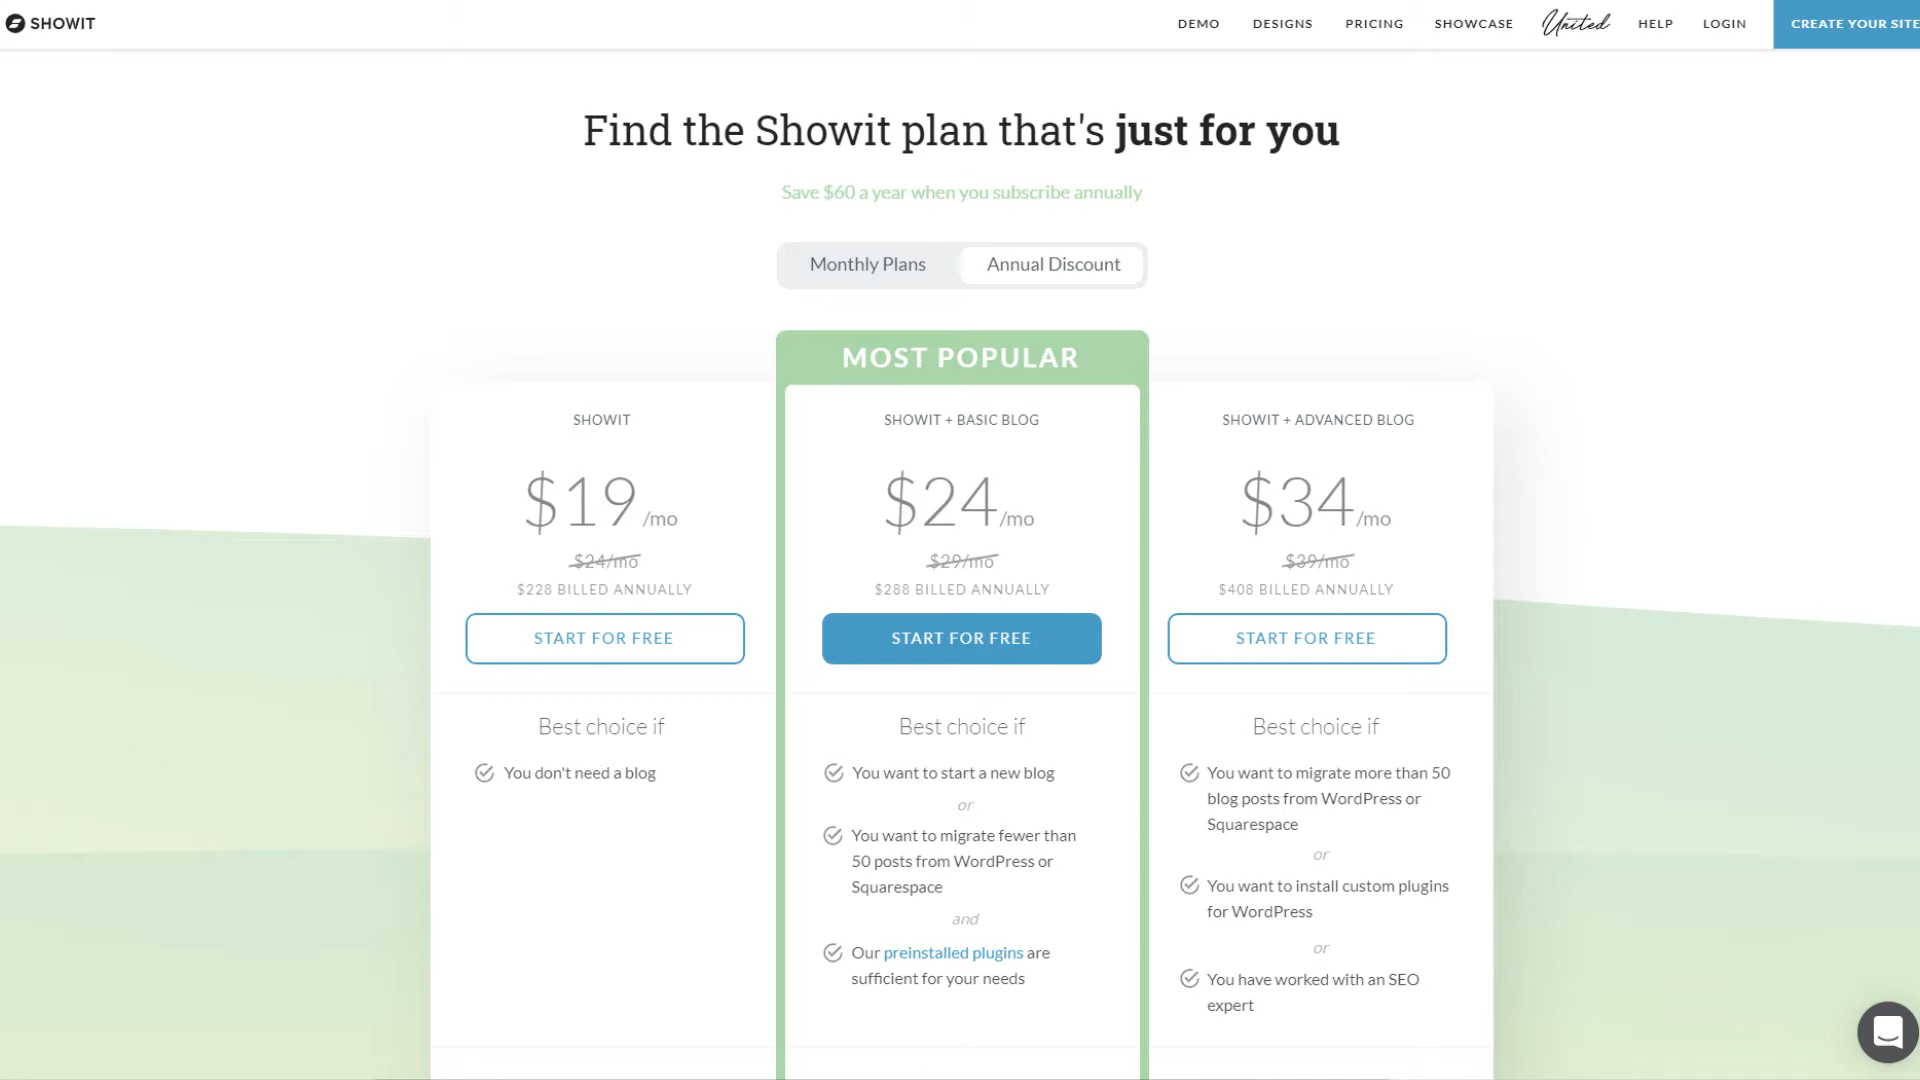 SHOWIT
DEMO DESIGNS PRICING SHOWCASE United HELP LOGIN CREATE YOUR SITE
Find the Showit plan that's just for you
Save $60 a year when you subscribe annually
Monthly Plans Annual Discount
MOST POPULAR
SHOWIT
$19/mo
$24/mo
$228 BILLED ANNUALLY
START FOR FREE
Best choice if
You don't need a blog
SHOWIT + BASIC BLOG
$24/mo
$29/mo
$288 BILLED ANNUALLY
START FOR FREE
Best choice if
You want to start a new blog
or
You want to migrate fewer than
50 posts from WordPress or
Squarespace
and
Our preinstalled plugins are
sufficient for your needs
SHOWIT + ADVANCED BLOG
$34/mo
$39/mo
$408 BILLED ANNUALLY
START FOR FREE
Best choice if
You want to migrate more than 50
blog posts from WordPress or
Squarespace
or
You want to install custom plugins
for WordPress
or
You have worked with an SEO
expert